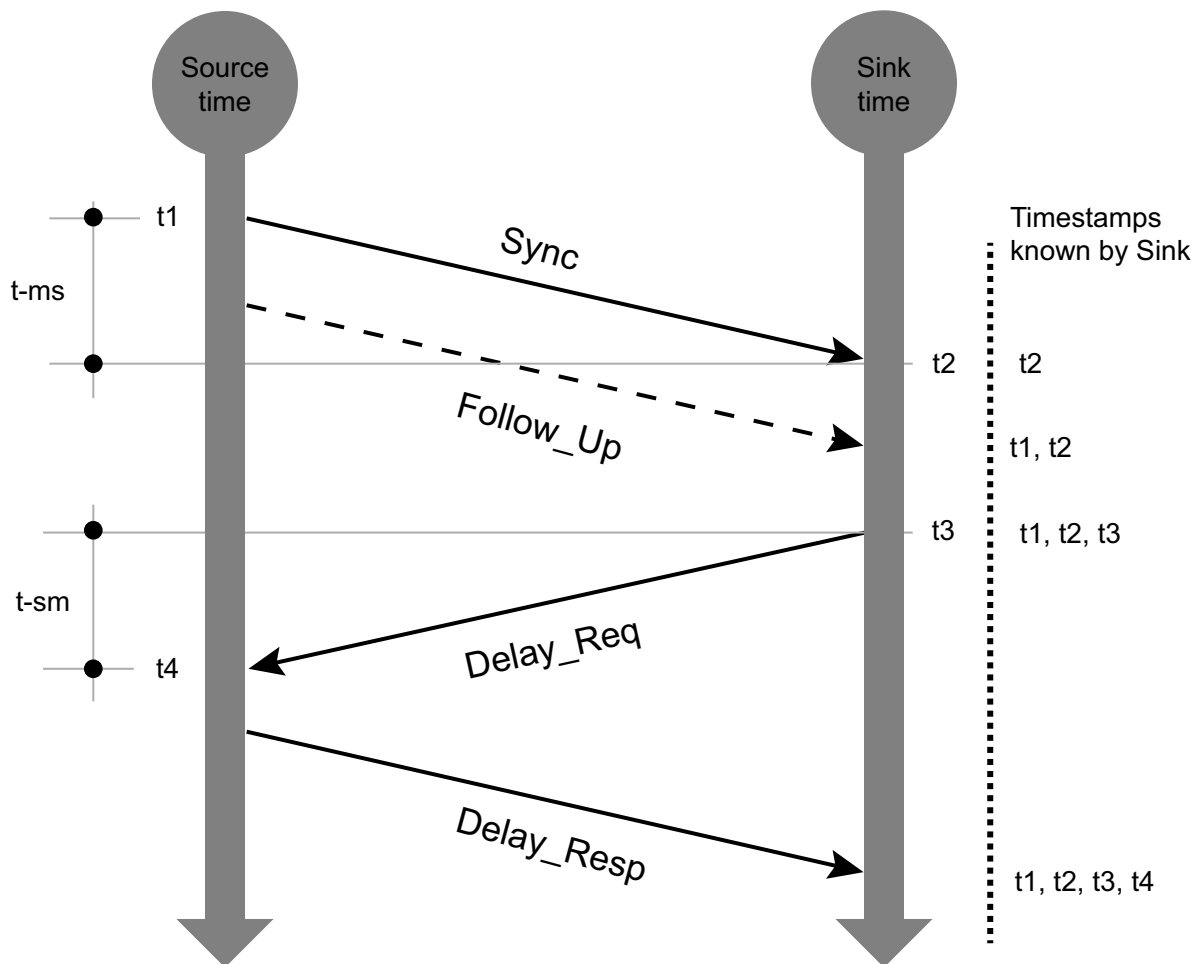 Source
time
Sink
time
t1
Timestamps
known by Sink
Sync
t-ms
t2
t2
Follow_Up
t1, t2
t3
t1, t2, t3
t-sm
Delay_Req
t4
Delay_Resp
t1, t2, t3, t4